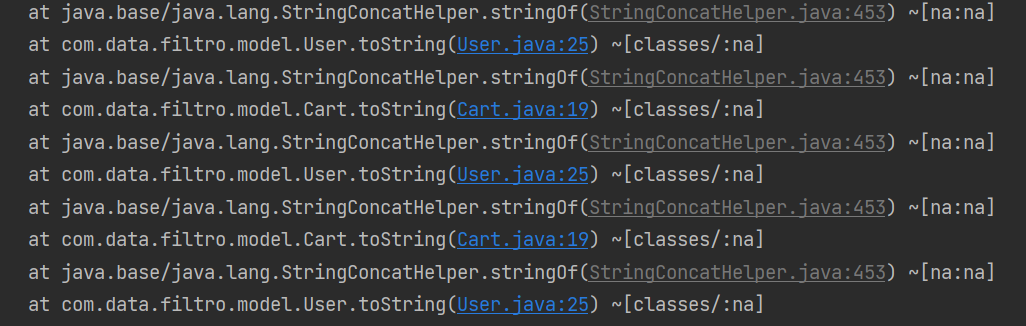 at java.base/java.lang.StringConcatHelper.stringOf(StringConcatHelper.java:453) ~[na:na]
at com.data.filtro.model.User.toString(User.java:25) ~[classes/:na]
at java.base/java.lang.StringConcatHelper.stringOf(StringConcatHelper.java:453) ~[na:na]
at com.data.filtro.model.Cart.toString(Cart.java:19) ~[classes/:na]
at java.base/java.lang.StringConcatHelper.stringOf(StringConcatHelper.java:453) ~[na:na]
at com.data.filtro.model.User.toString(User.java:25) ~[classes/:na]
at java.base/java.lang.StringConcatHelper.stringOf(StringConcatHelper.java:453) ~[na:na]
at com.data.filtro.model.Cart.toString(Cart.java:19) ~[classes/:na]
at java.base/java.lang.StringConcatHelper.stringOf(StringConcatHelper.java:453) ~[na:na]
at com.data.filtro.model.User.toString(User.java:25) ~[classes/:na]